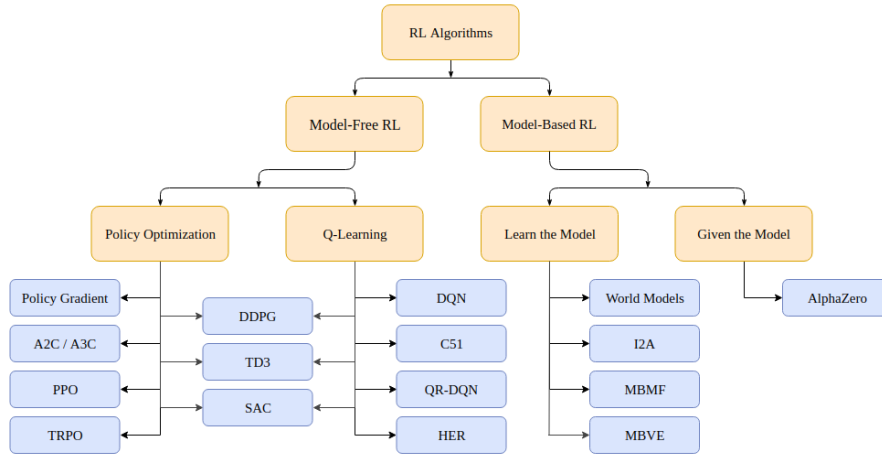 RL Algorithms
Model-Free RL
Model-Based RL
Policy Optimization
Q-Learning
Learn the Model
Given the Model
Policy Gradient
A2C / A3C
PPO
TRPO
DDPG
TD3
SAC
DQN
C51
QR-DQN
HER
World Models
I2A
MBMF
MBVE
AlphaZero